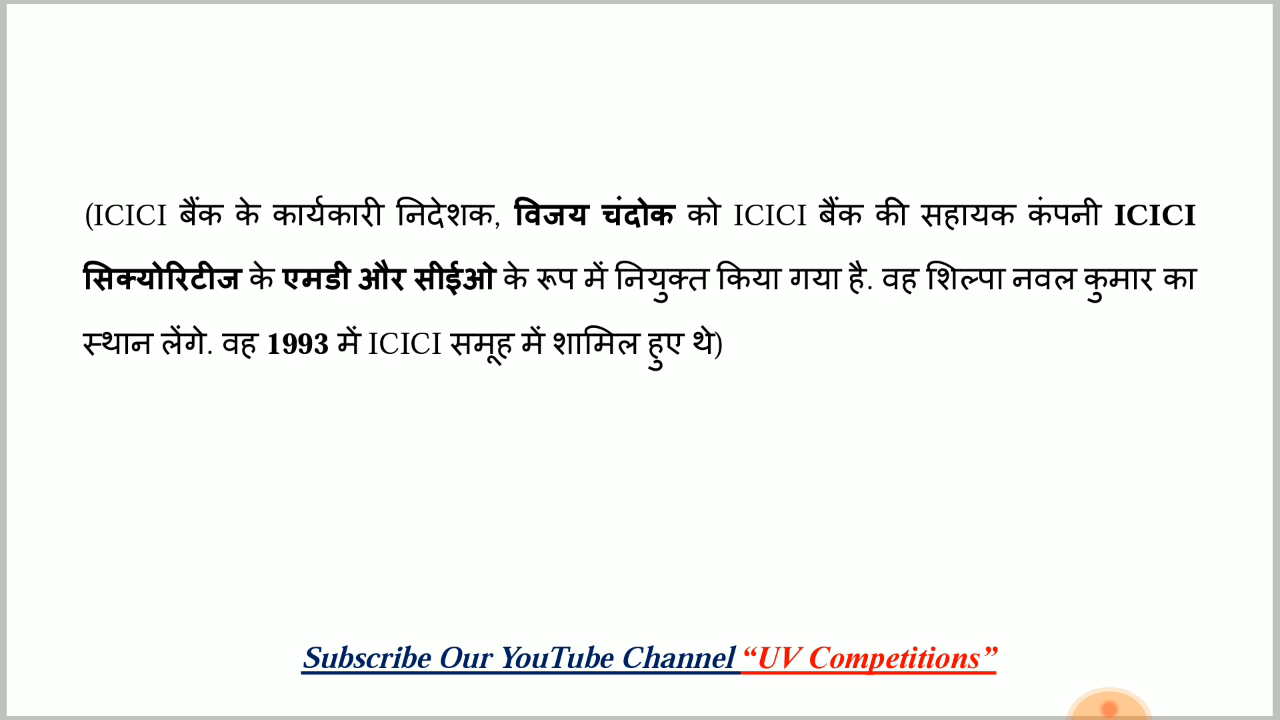 (ICICI बैंक के कार्यकारी निदेशक, विजय चंदोक को ICICI बैंक की सहायक कंपनी ICICI
सिक्योरिटीज के एमडी और सीईओ के रूप में नियुक्त किया गया है. वह शिल्पा नवल कुमार का
स्थान लेंगे. वह 1993 में ICICI समूह में शामिल हुए थे)
Subscribe Our YouTube Channel “UV Competitions”